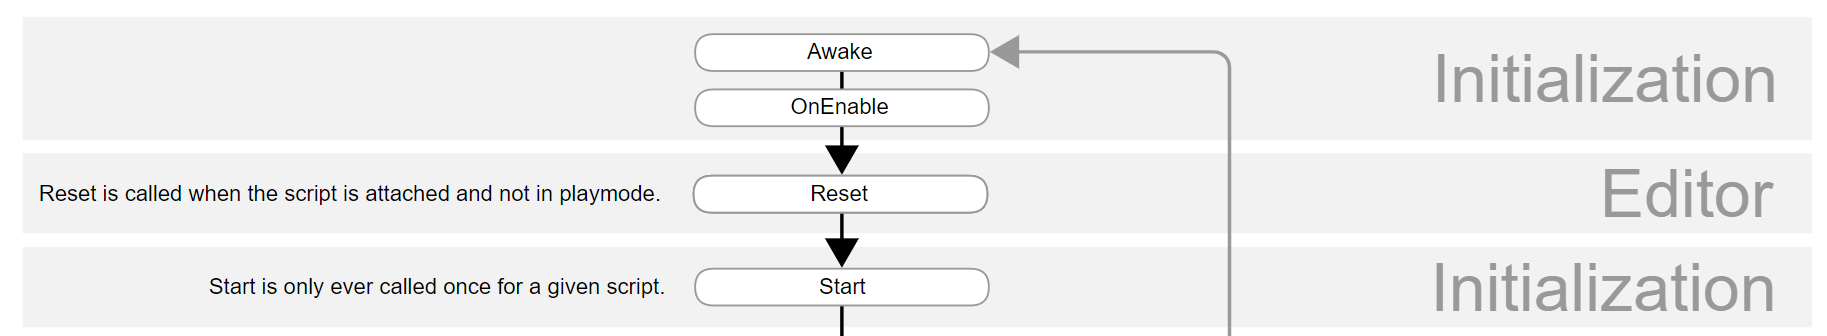 Awake
Initialization
OnEnable
Reset is called when the script is attached and not in playmode.
Reset
Editor
Start is only ever called once for a given script.
Start
Initialization